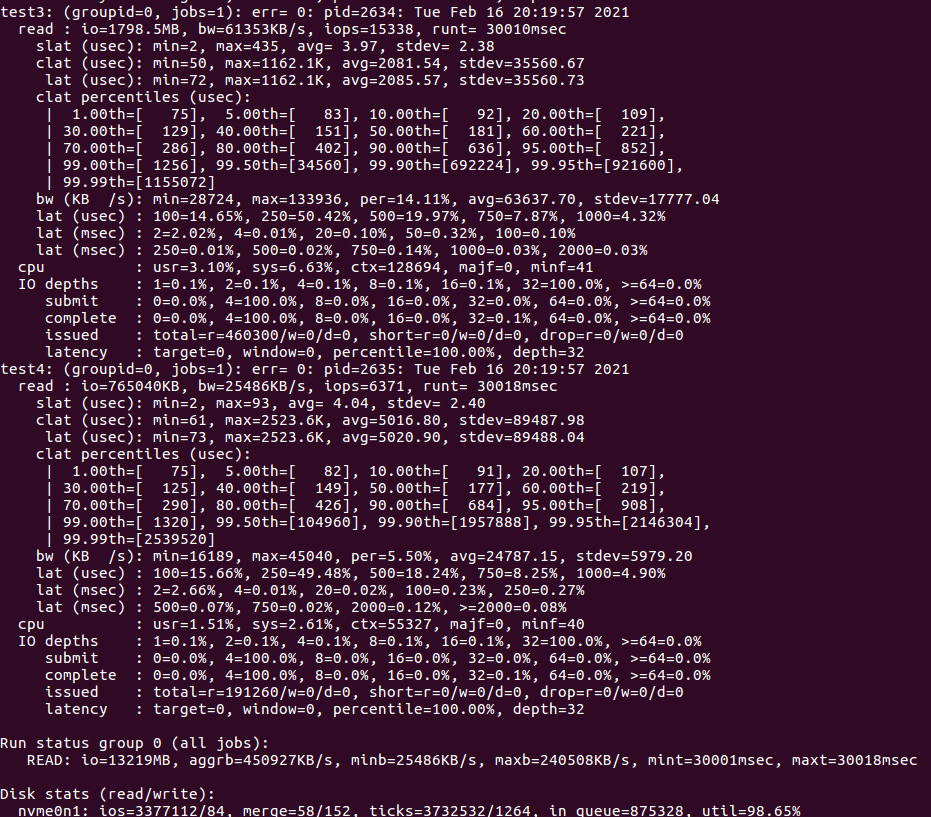 test3: (groupid=0, jobs=1): err= 0: pid=2634: Tue Feb 16 20:19:57 2021
  read : io=1798.5MB, bw=61353KB/s, iops=15338, runt= 30010msec
    slat (usec): min=2, max=435, avg= 3.97, stdev= 2.38
    clat (usec): min=50, max=1162.1K, avg=2081.54, stdev=35560.67
     lat (usec): min=72, max=1162.1K, avg=2085.57, stdev=35560.73
    clat percentiles (usec):
     |  1.00th=[   75],  5.00th=[   83], 10.00th=[   92], 20.00th=[  109],
     | 30.00th=[  129], 40.00th=[  151], 50.00th=[  181], 60.00th=[  221],
     | 70.00th=[  286], 80.00th=[  402], 90.00th=[  636], 95.00th=[  852],
     | 99.00th=[ 1256], 99.50th=[34560], 99.90th=[692224], 99.95th=[921600],
     | 99.99th=[1155072]
    bw (KB  /s): min=28724, max=133936, per=14.11%, avg=63637.70, stdev=17777.04
    lat (usec) : 100=14.65%, 250=50.42%, 500=19.97%, 750=7.87%, 1000=4.32%
    lat (msec) : 2=2.02%, 4=0.01%, 20=0.10%, 50=0.32%, 100=0.10%
    lat (msec) : 250=0.01%, 500=0.02%, 750=0.14%, 1000=0.03%, 2000=0.03%
  cpu          : usr=3.10%, sys=6.63%, ctx=128694, majf=0, minf=41
  IO depths    : 1=0.1%, 2=0.1%, 4=0.1%, 8=0.1%, 16=0.1%, 32=100.0%, >=64=0.0%
     submit    : 0=0.0%, 4=100.0%, 8=0.0%, 16=0.0%, 32=0.0%, 64=0.0%, >=64=0.0%
     complete  : 0=0.0%, 4=100.0%, 8=0.0%, 16=0.0%, 32=0.1%, 64=0.0%, >=64=0.0%
     issued    : total=r=460300/w=0/d=0, short=r=0/w=0/d=0, drop=r=0/w=0/d=0
     latency   : target=0, window=0, percentile=100.00%, depth=32
test4: (groupid=0, jobs=1): err= 0: pid=2635: Tue Feb 16 20:19:57 2021
  read : io=765040KB, bw=25486KB/s, iops=6371, runt= 30018msec
    slat (usec): min=2, max=93, avg= 4.04, stdev= 2.40
    clat (usec): min=61, max=2523.6K, avg=5016.80, stdev=89487.98
     lat (usec): min=73, max=2523.6K, avg=5020.90, stdev=89488.04
    clat percentiles (usec):
     |  1.00th=[   75],  5.00th=[   82], 10.00th=[   91], 20.00th=[  107],
     | 30.00th=[  125], 40.00th=[  149], 50.00th=[  177], 60.00th=[  219],
     | 70.00th=[  290], 80.00th=[  426], 90.00th=[  684], 95.00th=[  908],
     | 99.00th=[ 1320], 99.50th=[104960], 99.90th=[1957888], 99.95th=[2146304],
     | 99.99th=[2539520]
    bw (KB  /s): min=16189, max=45040, per=5.50%, avg=24787.15, stdev=5979.20
    lat (usec) : 100=15.66%, 250=49.48%, 500=18.24%, 750=8.25%, 1000=4.90%
    lat (msec) : 2=2.66%, 4=0.01%, 20=0.02%, 100=0.23%, 250=0.27%
    lat (msec) : 500=0.07%, 750=0.02%, 2000=0.12%, >=2000=0.08%
  cpu          : usr=1.51%, sys=2.61%, ctx=55327, majf=0, minf=40
  IO depths    : 1=0.1%, 2=0.1%, 4=0.1%, 8=0.1%, 16=0.1%, 32=100.0%, >=64=0.0%
     submit    : 0=0.0%, 4=100.0%, 8=0.0%, 16=0.0%, 32=0.0%, 64=0.0%, >=64=0.0%
     complete  : 0=0.0%, 4=100.0%, 8=0.0%, 16=0.0%, 32=0.1%, 64=0.0%, >=64=0.0%
     issued    : total=r=191260/w=0/d=0, short=r=0/w=0/d=0, drop=r=0/w=0/d=0
     latency   : target=0, window=0, percentile=100.00%, depth=32

Run status group 0 (all jobs):
   READ: io=13219MB, aggrb=450927KB/s, minb=25486KB/s, maxb=240508KB/s, mint=30001msec, maxt=30018msec

Disk stats (read/write):
  nvme0n1: ios=3377112/84, merge=58/152, ticks=3732532/1264, in_queue=875328, util=98.65%